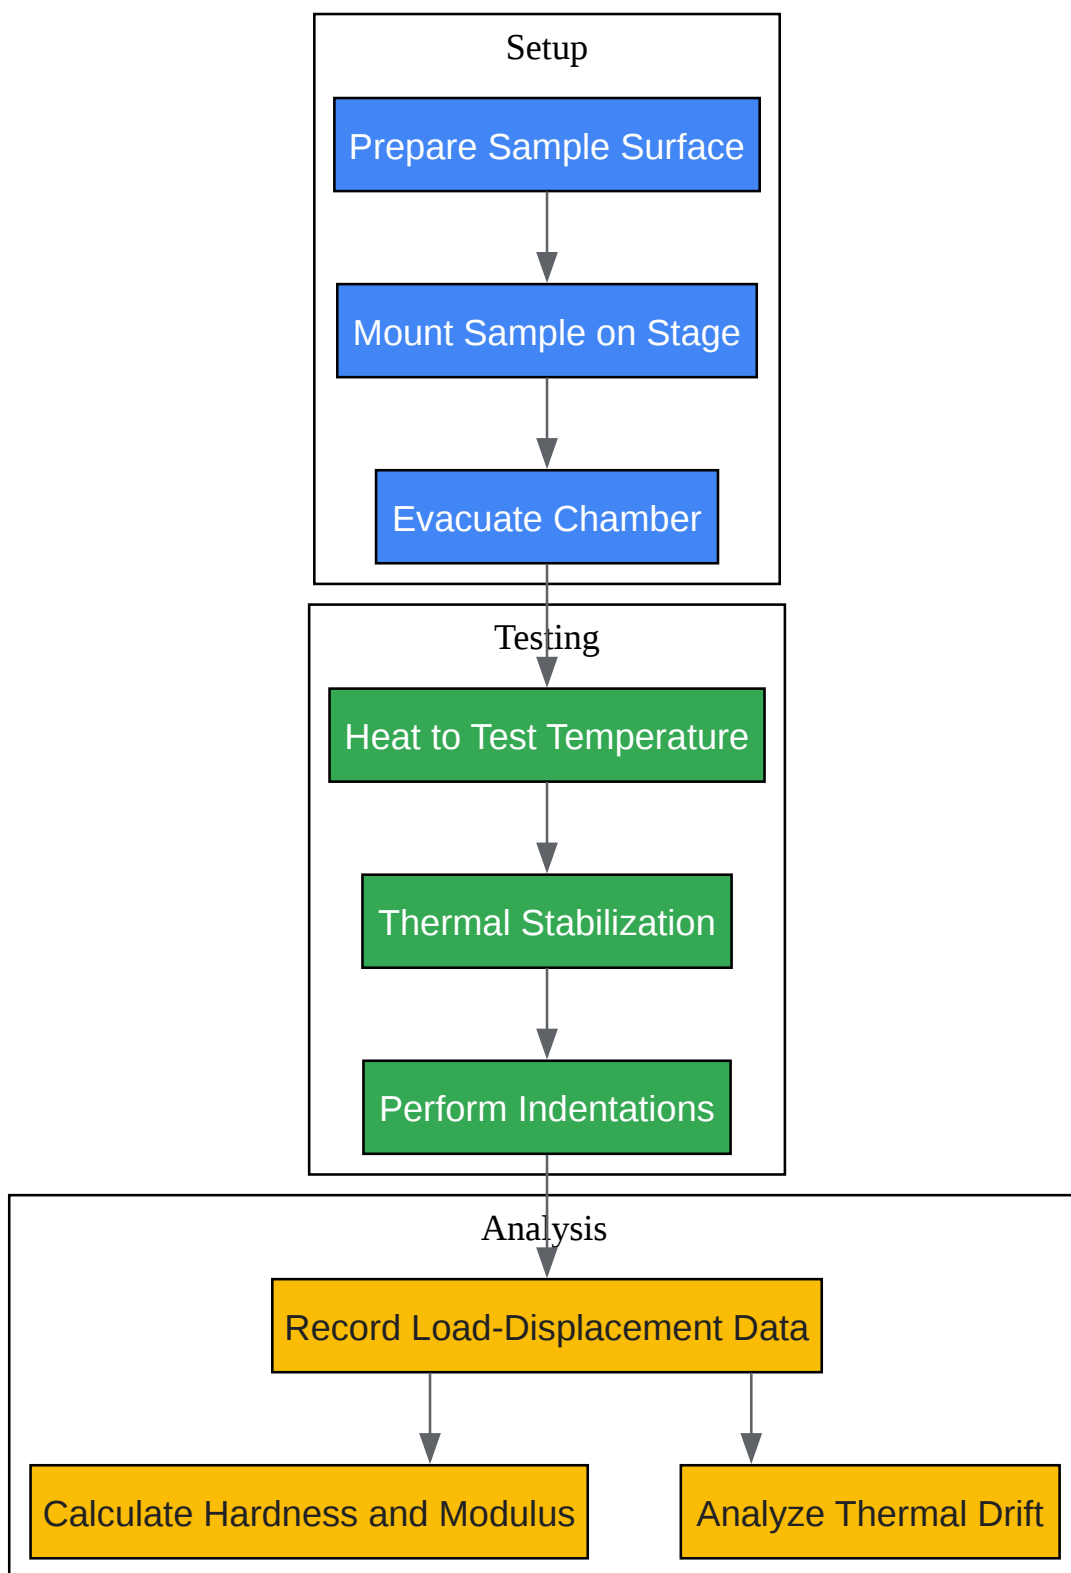 Setup
Prepare Sample Surface
Mount Sample on Stage
Evacuate Chamber
Testing
Heat to Test Temperature
Thermal Stabilization
Perform Indentations
Analysis
Record Load-Displacement Data
Calculate Hardness and Modulus
Analyze Thermal Drift